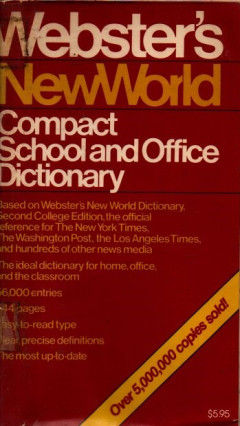 Webster's
NewWorld
Compact
School and Office
Dictionary
Based on Webster's New World Dictionary,
Second College Edition, the official
reference for The New York Times,
The Washington Post, the Los Angeles Times,
and hundreds of other news media
The ideal dictionary for home, office,
and the classroom
56,000 entries
544 pages
Easy-to-read type
Clear, precise definitions
The most up-to-date
Over 5,000,000 copies sold!
$5.95